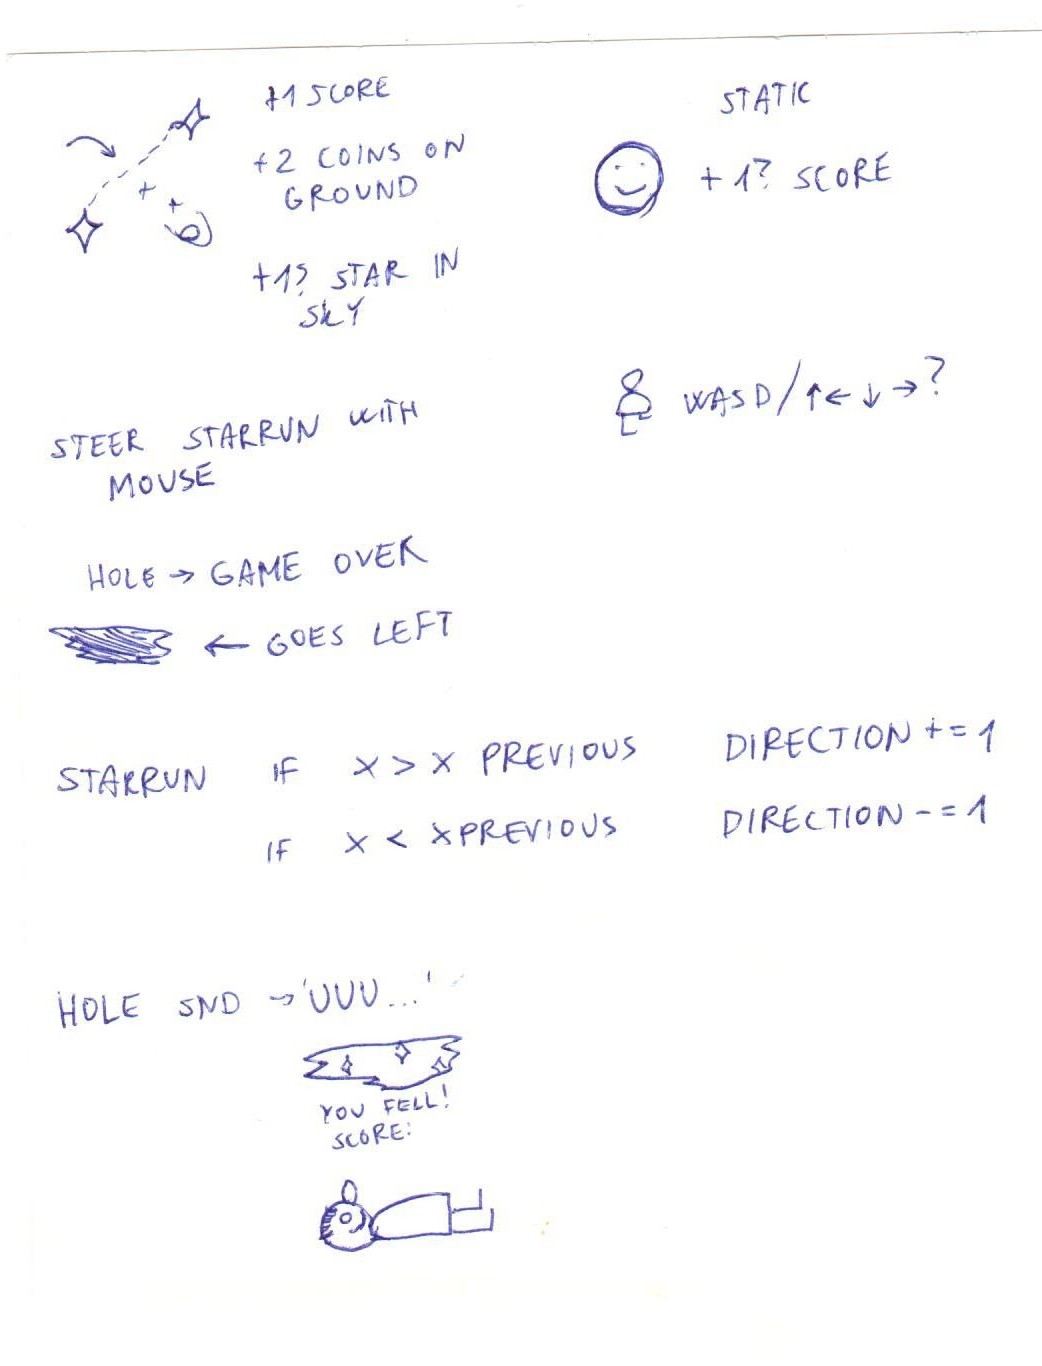 +1 SCORE
+2 COINS ON
GROUND
+1? STAR IN
SKY
STATIC
+ 1? SCORE
WASD/↑← ↓ →?
STEER STARRUN WITH
MOUSE
HOLE → GAME OVER
← GOES LEFT
STARRUN IF X > X PREVIOUS DIRECTION += 1
IF X < XPREVIOUS DIRECTION -= 1
HOLE SND → 'UUU...'
YOU FELL!
SCORE: